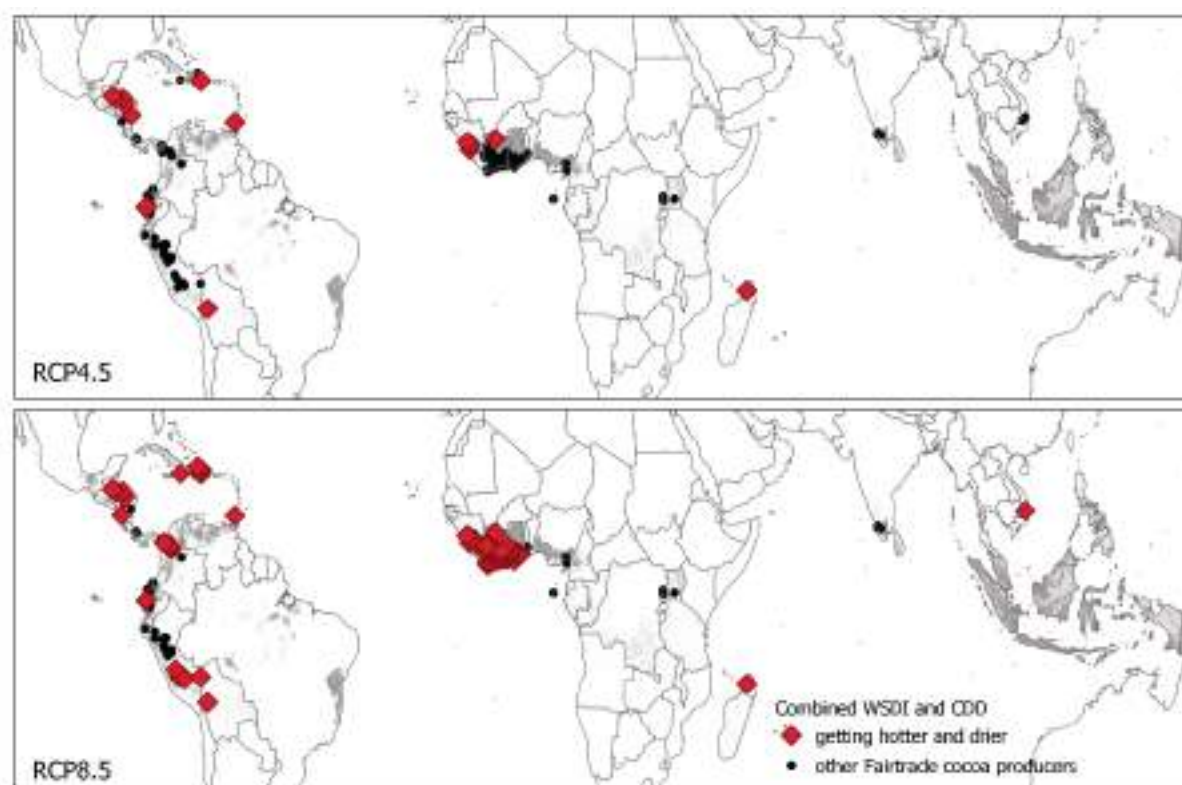 RCP4.5
Combined WSDI and CDD
getting hotter and drier
other Fairtrade cocoa producers
RCP8.5